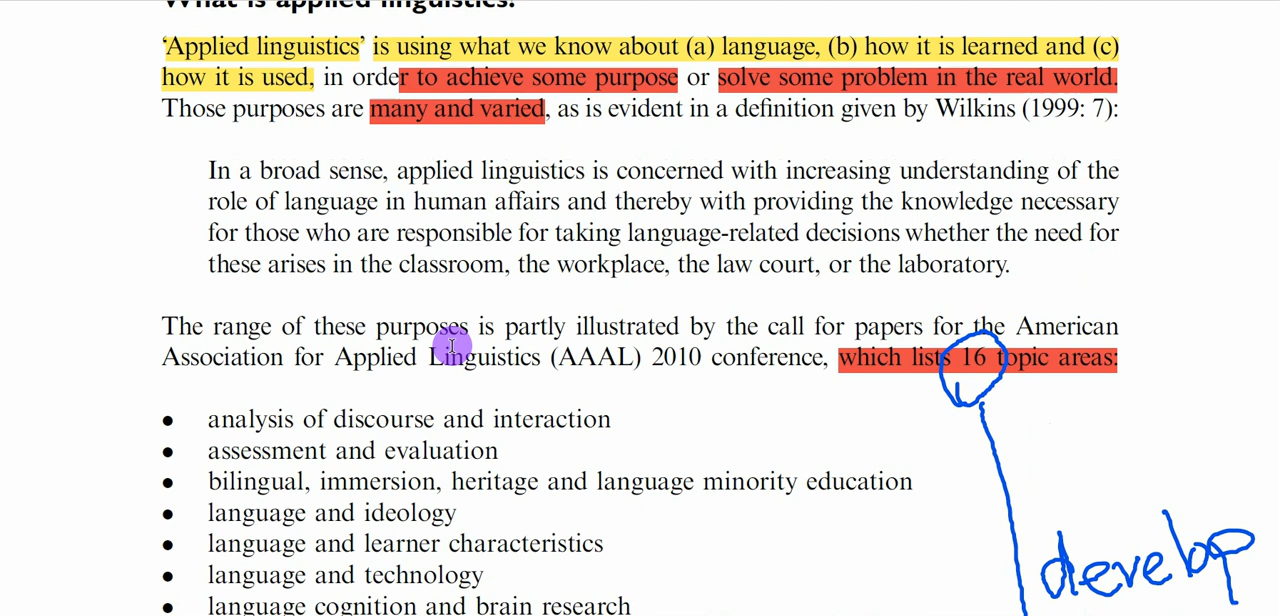 What is applied linguistics?
‘Applied linguistics’ is using what we know about (a) language, (b) how it is learned and (c)
how it is used, in order to achieve some purpose or solve some problem in the real world.
Those purposes are many and varied, as is evident in a definition given by Wilkins (1999: 7):
In a broad sense, applied linguistics is concerned with increasing understanding of the
role of language in human affairs and thereby with providing the knowledge necessary
for those who are responsible for taking language-related decisions whether the need for
these arises in the classroom, the workplace, the law court, or the laboratory.
The range of these purposes is partly illustrated by the call for papers for the American
Association for Applied Linguistics (AAAL) 2010 conference, which lists 16 topic areas:
• analysis of discourse and interaction
• assessment and evaluation
• bilingual, immersion, heritage and language minority education
• language and ideology
• language and learner characteristics
• language and technology
• language cognition and brain research
develop